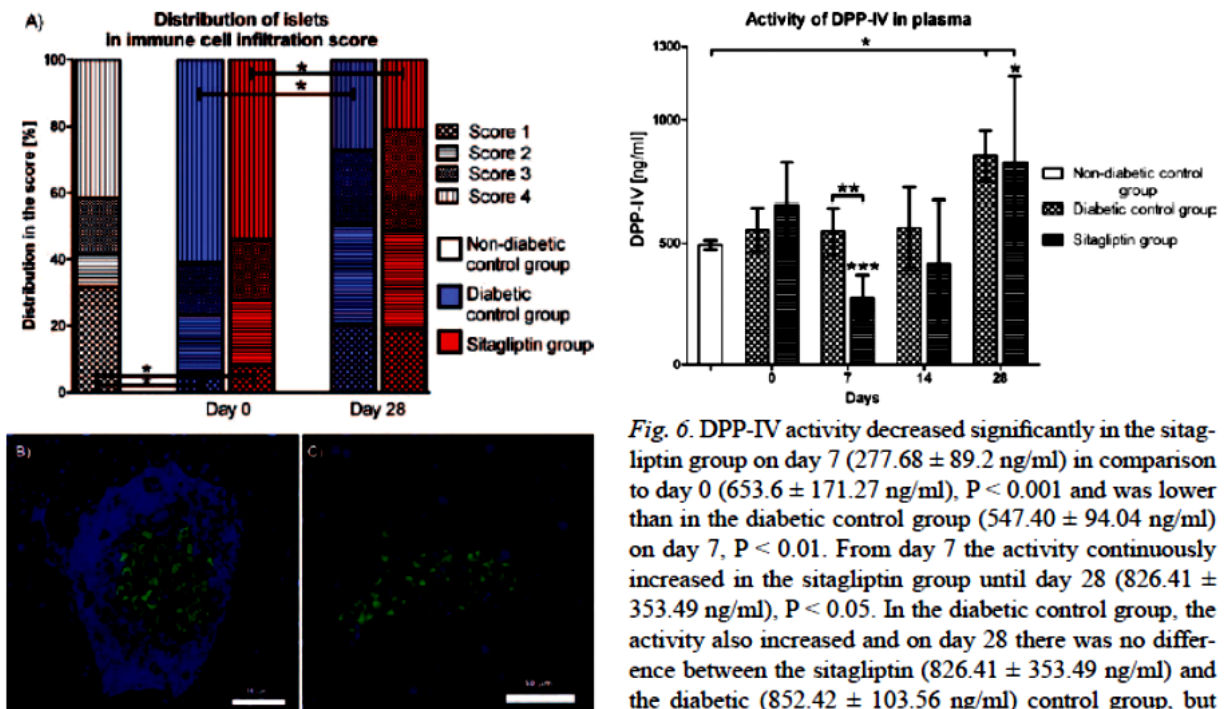 A)
Distribution of islets
in immune cell infiltration score
Distribution in the score [%]
100
80
60
40
20
0
*
*
*
*
Day 0
Day 28
Score 1
Score 2
Score 3
Score 4
Non-diabetic
control group
Diabetic
control group
Sitagliptin group
B)
C)
50 µm
Activity of DPP-IV in plasma
DPP-IV [ng/ml]
1300
1000
500
0
*
*
**
***
0
7
14
28
Days
Non-diabetic control
group
Diabetic control group
Sitagliptin group
Fig. 6. DPP-IV activity decreased significantly in the sitag-
liptin group on day 7 (277.68 ± 89.2 ng/ml) in comparison
to day 0 (653.6 ± 171.27 ng/ml), P < 0.001 and was lower
than in the diabetic control group (547.40 ± 94.04 ng/ml)
on day 7, P < 0.01. From day 7 the activity continuously
increased in the sitagliptin group until day 28 (826.41 ±
353.49 ng/ml), P < 0.05. In the diabetic control group, the
activity also increased and on day 28 there was no differ-
ence between the sitagliptin (826.41 ± 353.49 ng/ml) and
the diabetic (852.42 ± 103.56 ng/ml) control group, but